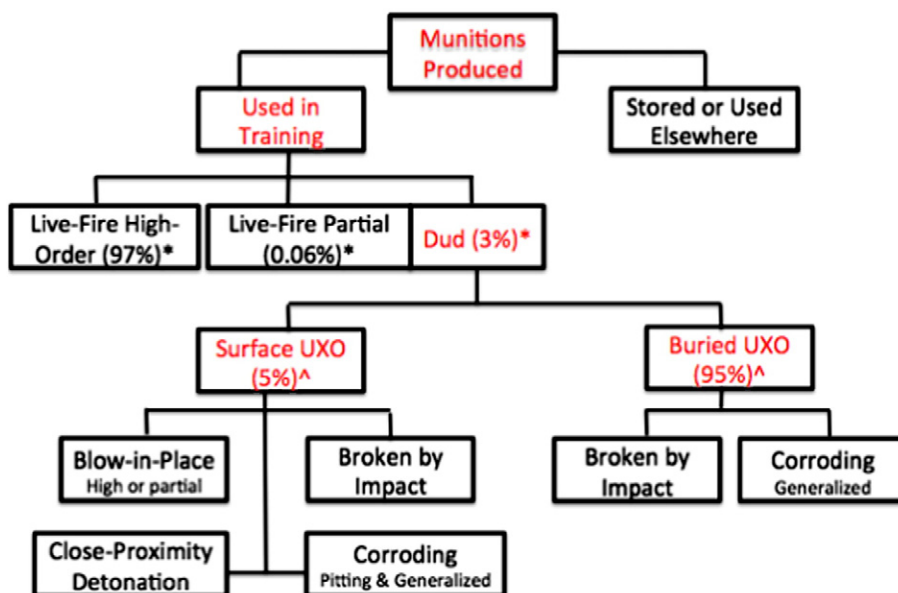 Munitions
Produced
Used in
Training
Stored or Used
Elsewhere
Live-Fire High-
Order (97%)*
Live-Fire Partial
(0.06%)*
Dud (3%)*
Surface UXO
(5%)^
Buried UXO
(95%)^
Blow-in-Place
High or partial
Broken by
Impact
Broken by
Impact
Corroding
Generalized
Close-Proximity
Detonation
Corroding
Pitting & Generalized